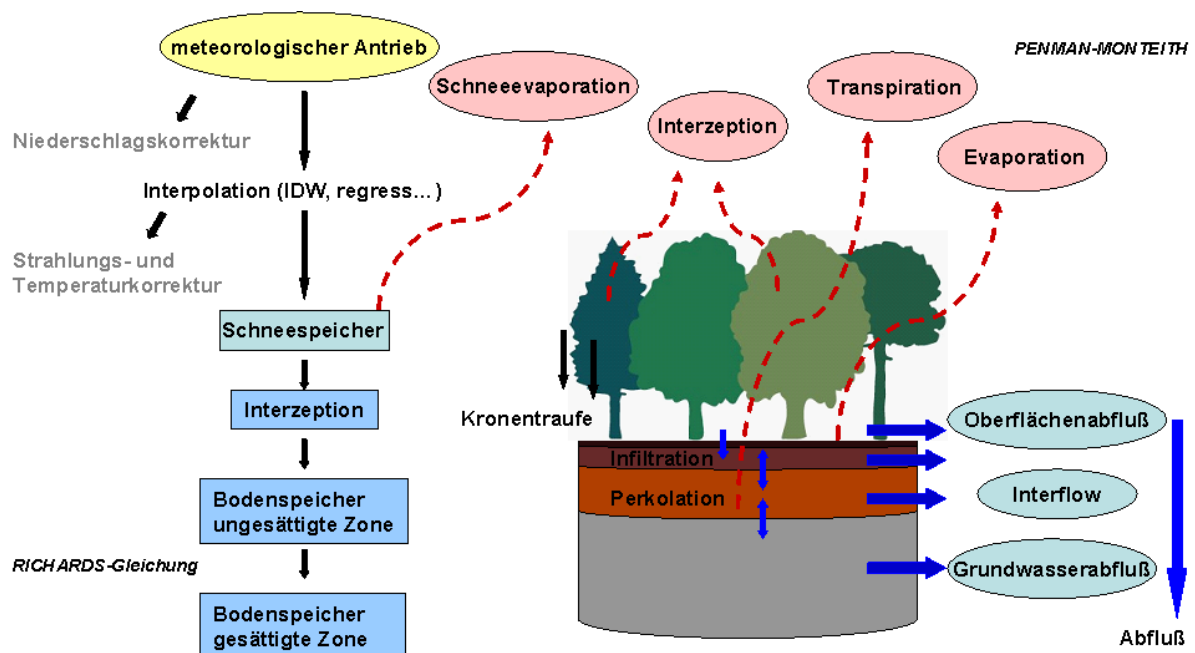 meteorologischer Antrieb
PENMAN-MONTEITH
Schneeevaporation
Transpiration
Interzeption
Evaporation
Niederschlagskorrektur
Interpolation (IDW, regress...)
Strahlungs- und
Temperaturkorrektur
Schneespeicher
Interzeption
Kronentraufe
Oberflächenabfluß
Infiltration
Perkolation
Interflow
Bodenspeicher
ungesättigte Zone
RICHARDS-Gleichung
Grundwasserabfluß
Bodenspeicher
gesättigte Zone
Abfluß